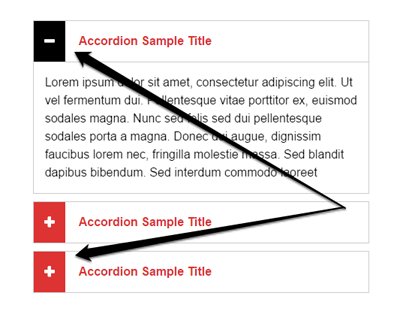 Accordion Sample Title
Lorem ipsum dolor sit amet, consectetur adipiscing elit. Ut
vel fermentum dui. Pellentesque vitae porttitor ex, euismod
sodales magna. Nunc sed felis sed dui pellentesque
sodales porta a magna. Donec dui augue, dignissim
faucibus lorem nec, fringilla molestie massa. Sed blandit
dapibus bibendum. Sed interdum commodo laoreet
Accordion Sample Title
Accordion Sample Title